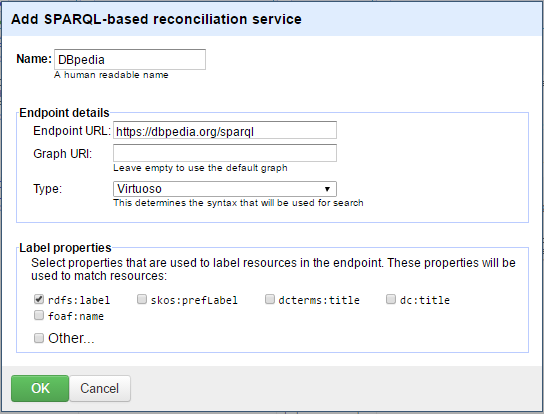 Add SPARQL-based reconciliation service
Name: DBpedia
A human readable name
Endpoint details
Endpoint URL: https://dbpedia.org/sparql
Graph URI:
Leave empty to use the default graph
Type: Virtuoso
This determines the syntax that will be used for search
Label properties
Select properties that are used to label resources in the endpoint. These properties will be
used to match resources:
rdfs:label skos:prefLabel dcterms:title dc:title
foaf:name
Other...
OK Cancel